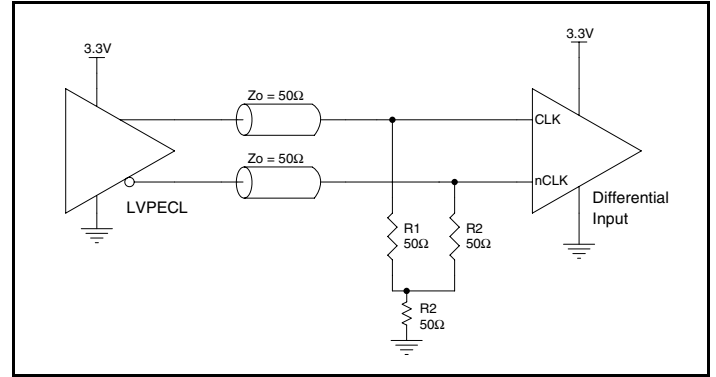 3.3V
3.3V
Zo = 50Ω
CLK
Zo = 50Ω
nCLK
LVPECL
Differential
Input
R1
50Ω
R2
50Ω
R2
50Ω